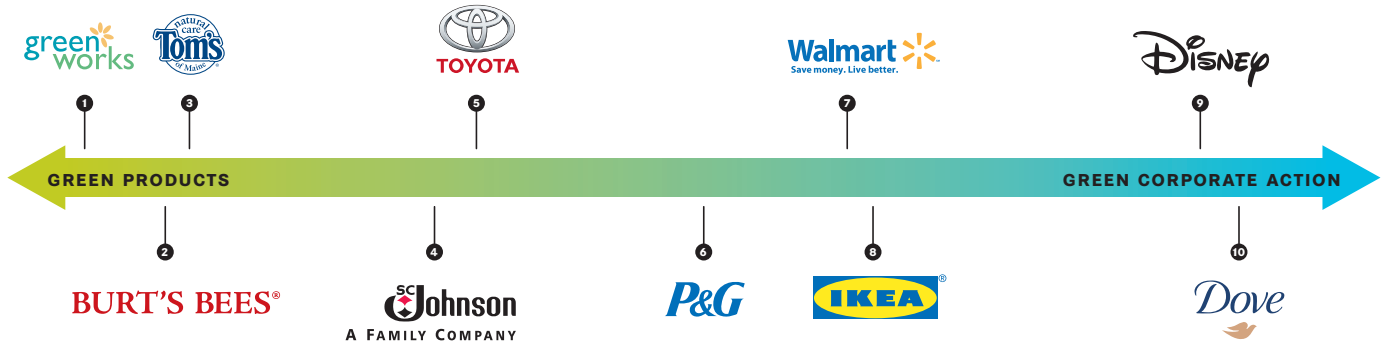 green
works
natural
care
Tom's
of Maine
TOYOTA
Walmart
Save money. Live better.
Disney
1
3
5
7
9
GREEN PRODUCTS
GREEN CORPORATE ACTION
2
4
6
8
10
BURT'S BEES®
SC Johnson
A FAMILY COMPANY
P&G
IKEA®
Dove